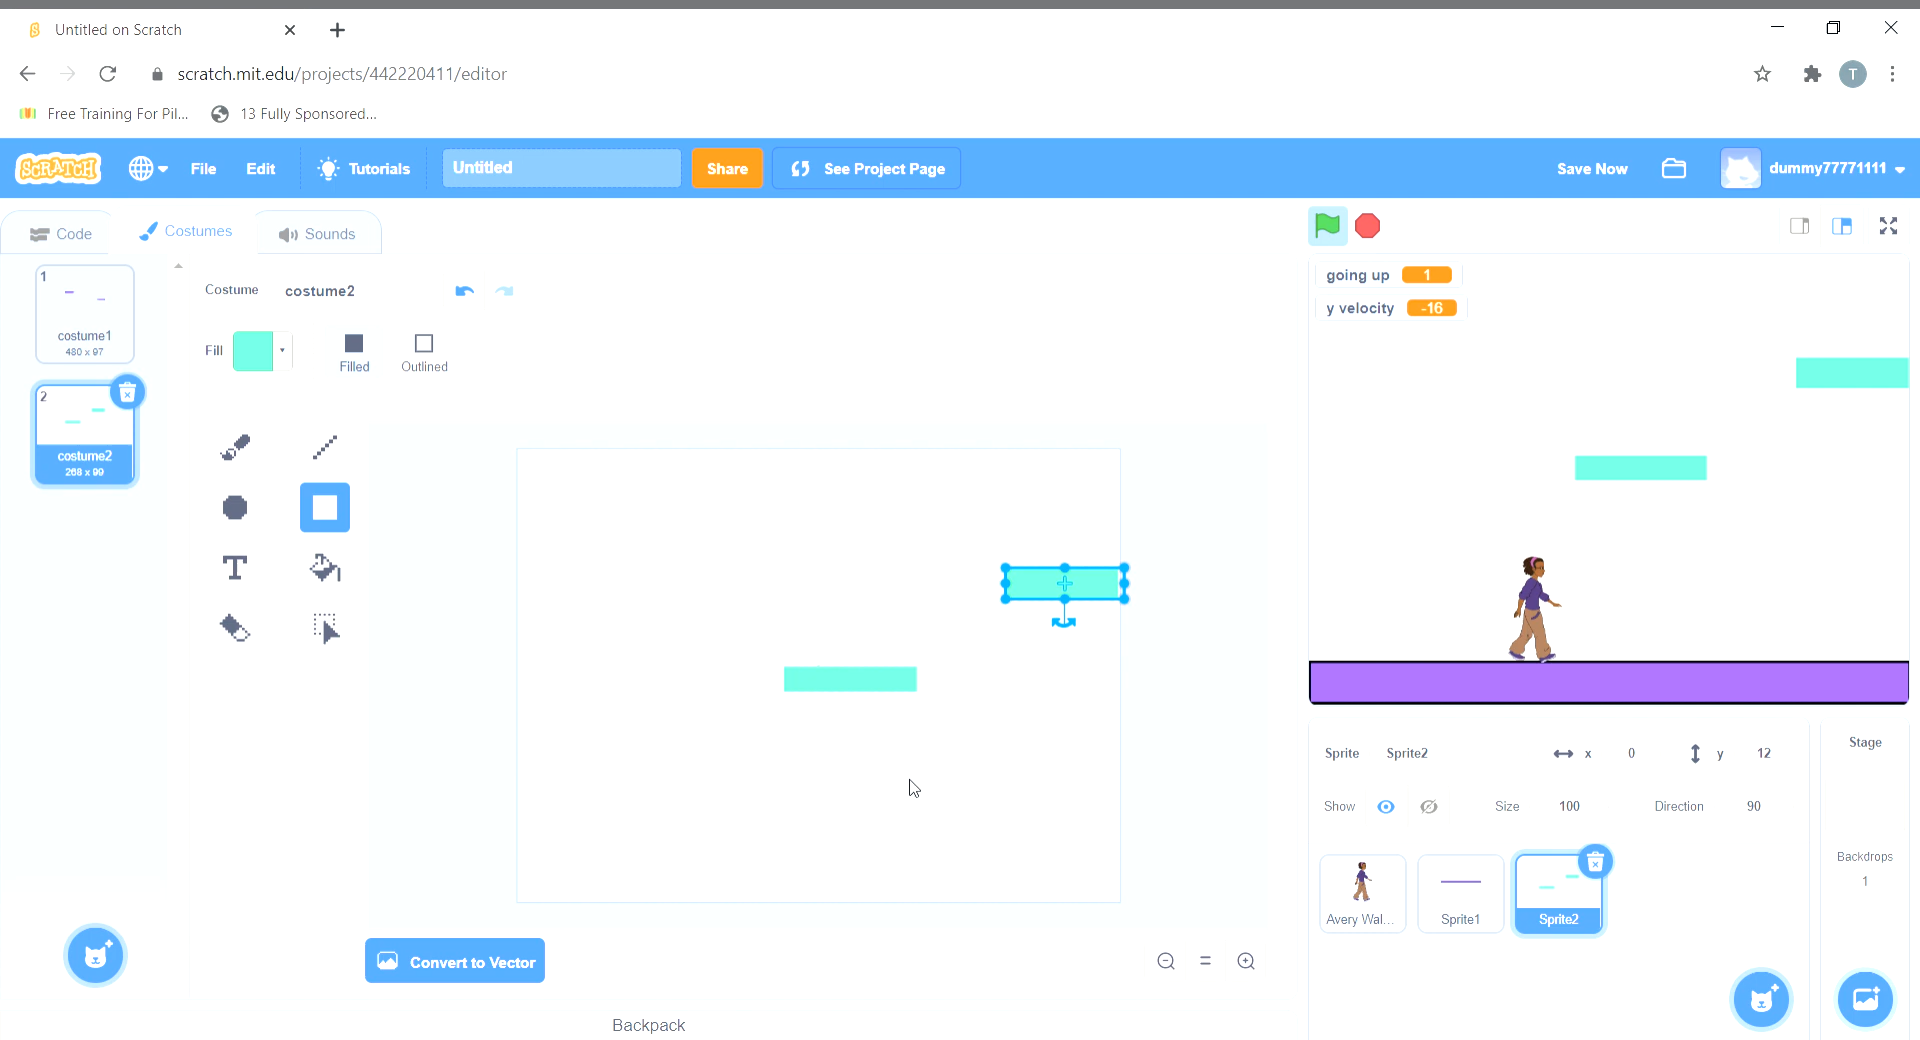 Untitled on Scratch
scratch.mit.edu/projects/442220411/editor
T
Free Training For Pil...
13 Fully Sponsored...
SCRATCH
File
Edit
Tutorials
Untitled
Share
See Project Page
Save Now
dummy77771111
Code
Costumes
Sounds
1
costume1
480 x 97
2
costume2
268 x 99
Costume
costume2
Fill
Filled
Outlined
T
Convert to Vector
Backpack
going up 1
y velocity -16
Sprite Sprite2 x 0 y 12
Show Size 100 Direction 90
Avery Wal...
Sprite1
Sprite2
Stage
Backdrops
1